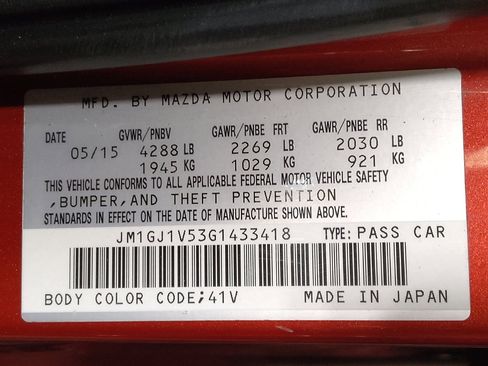 MFD. BY MAZDA MOTOR CORPORATION
DATE GVWR/PNBV GAWR/PNBE FRT GAWR/PNBE RR
05/15 4288 LB 2269 LB 2030 LB
1945 KG 1029 KG 921 KG
THIS VEHICLE CONFORMS TO ALL APPLICABLE FEDERAL MOTOR VEHICLE SAFETY
,BUMPER,AND THEFT PREVENTION
STANDARDS IN EFFECT ON THE DATE OF MANUFACTURE SHOWN ABOVE.
JM1GJ1V53G1433418 TYPE: PASS CAR
BODY COLOR CODE;41V MADE IN JAPAN